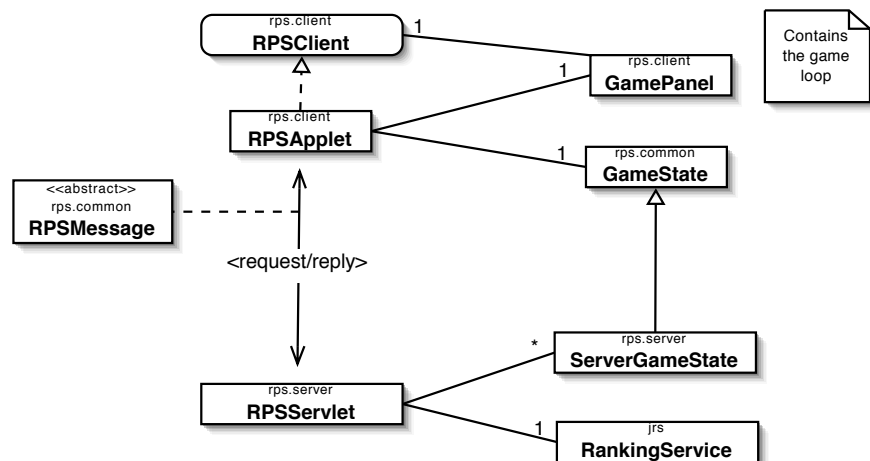 rps.client
RPSClient
1
rps.client
GamePanel
Contains
the game
loop
1
rps.client
RPSApplet
1
rps.common
GameState
<<abstract>>
rps.common
RPSMessage
<request/reply>
*
rps.server
ServerGameState
rps.server
RPSServlet
1
jrs
RankingService